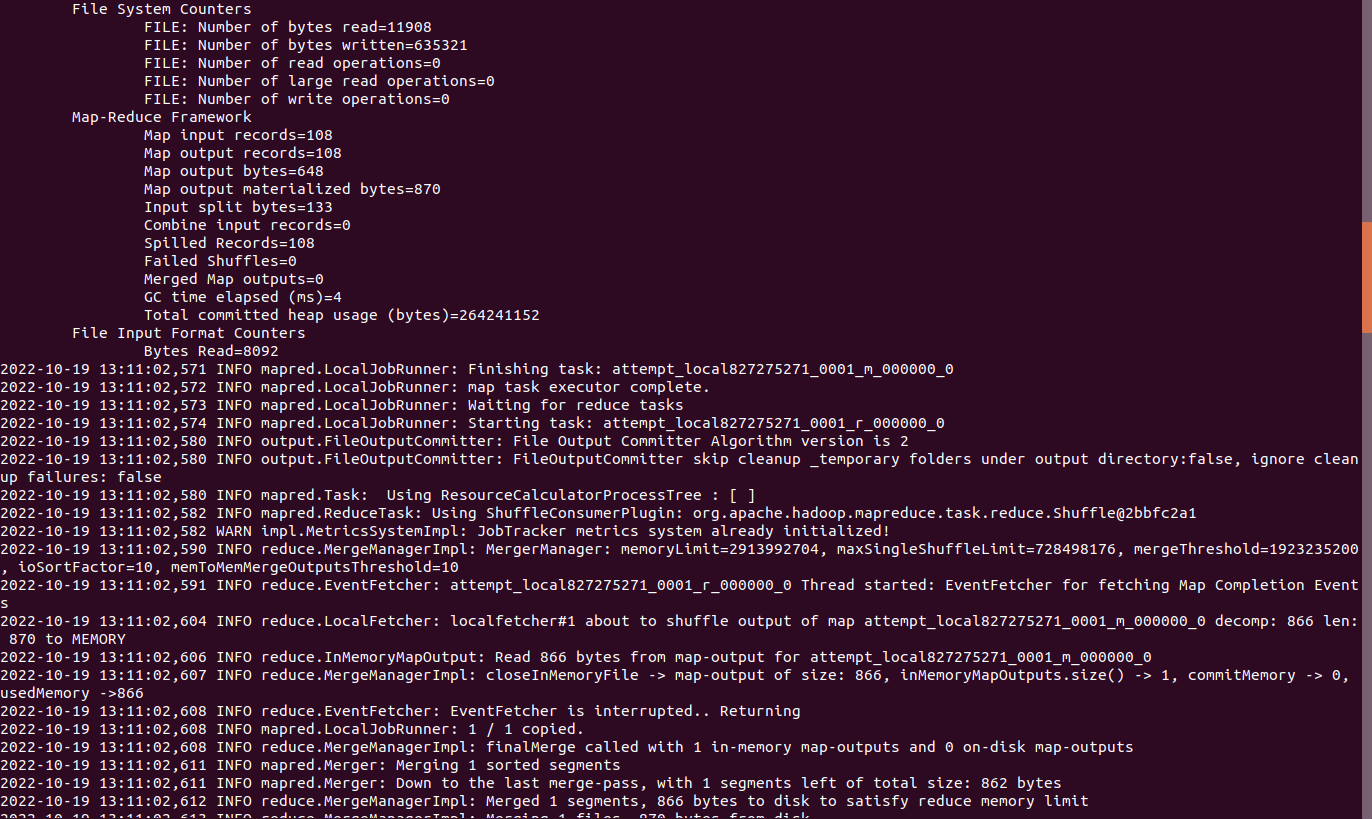 File System Counters
FILE: Number of bytes read=11908
FILE: Number of bytes written=635321
FILE: Number of read operations=0
FILE: Number of large read operations=0
FILE: Number of write operations=0
Map-Reduce Framework
Map input records=108
Map output records=108
Map output bytes=648
Map output materialized bytes=870
Input split bytes=133
Combine input records=0
Spilled Records=108
Failed Shuffles=0
Merged Map outputs=0
GC time elapsed (ms)=4
Total committed heap usage (bytes)=264241152
File Input Format Counters
Bytes Read=8092
2022-10-19 13:11:02,571 INFO mapred.LocalJobRunner: Finishing task: attempt_local827275271_0001_m_000000_0
2022-10-19 13:11:02,572 INFO mapred.LocalJobRunner: map task executor complete.
2022-10-19 13:11:02,573 INFO mapred.LocalJobRunner: Waiting for reduce tasks
2022-10-19 13:11:02,574 INFO mapred.LocalJobRunner: Starting task: attempt_local827275271_0001_r_000000_0
2022-10-19 13:11:02,580 INFO output.FileOutputCommitter: File Output Committer Algorithm version is 2
2022-10-19 13:11:02,580 INFO output.FileOutputCommitter: FileOutputCommitter skip cleanup _temporary folders under output directory:false, ignore clean
up failures: false
2022-10-19 13:11:02,580 INFO mapred.Task:  Using ResourceCalculatorProcessTree : [ ]
2022-10-19 13:11:02,582 INFO mapred.ReduceTask: Using ShuffleConsumerPlugin: org.apache.hadoop.mapreduce.task.reduce.Shuffle@2bbfc2a1
2022-10-19 13:11:02,582 WARN impl.MetricsSystemImpl: JobTracker metrics system already initialized!
2022-10-19 13:11:02,590 INFO reduce.MergeManagerImpl: MergerManager: memoryLimit=2913992704, maxSingleShuffleLimit=728498176, mergeThreshold=1923235200
, ioSortFactor=10, memToMemMergeOutputsThreshold=10
2022-10-19 13:11:02,591 INFO reduce.EventFetcher: attempt_local827275271_0001_r_000000_0 Thread started: EventFetcher for fetching Map Completion Event
s
2022-10-19 13:11:02,604 INFO reduce.LocalFetcher: localfetcher#1 about to shuffle output of map attempt_local827275271_0001_m_000000_0 decomp: 866 len:
 870 to MEMORY
2022-10-19 13:11:02,606 INFO reduce.InMemoryMapOutput: Read 866 bytes from map-output for attempt_local827275271_0001_m_000000_0
2022-10-19 13:11:02,607 INFO reduce.MergeManagerImpl: closeInMemoryFile -> map-output of size: 866, inMemoryMapOutputs.size() -> 1, commitMemory -> 0,
usedMemory ->866
2022-10-19 13:11:02,608 INFO reduce.EventFetcher: EventFetcher is interrupted.. Returning
2022-10-19 13:11:02,608 INFO mapred.LocalJobRunner: 1 / 1 copied.
2022-10-19 13:11:02,608 INFO reduce.MergeManagerImpl: finalMerge called with 1 in-memory map-outputs and 0 on-disk map-outputs
2022-10-19 13:11:02,611 INFO mapred.Merger: Merging 1 sorted segments
2022-10-19 13:11:02,611 INFO mapred.Merger: Down to the last merge-pass, with 1 segments left of total size: 862 bytes
2022-10-19 13:11:02,612 INFO reduce.MergeManagerImpl: Merged 1 segments, 866 bytes to disk to satisfy reduce memory limit
2022-10-19 13:11:02,613 INFO reduce.MergeManagerImpl: Merging 1 files, 870 bytes from disk